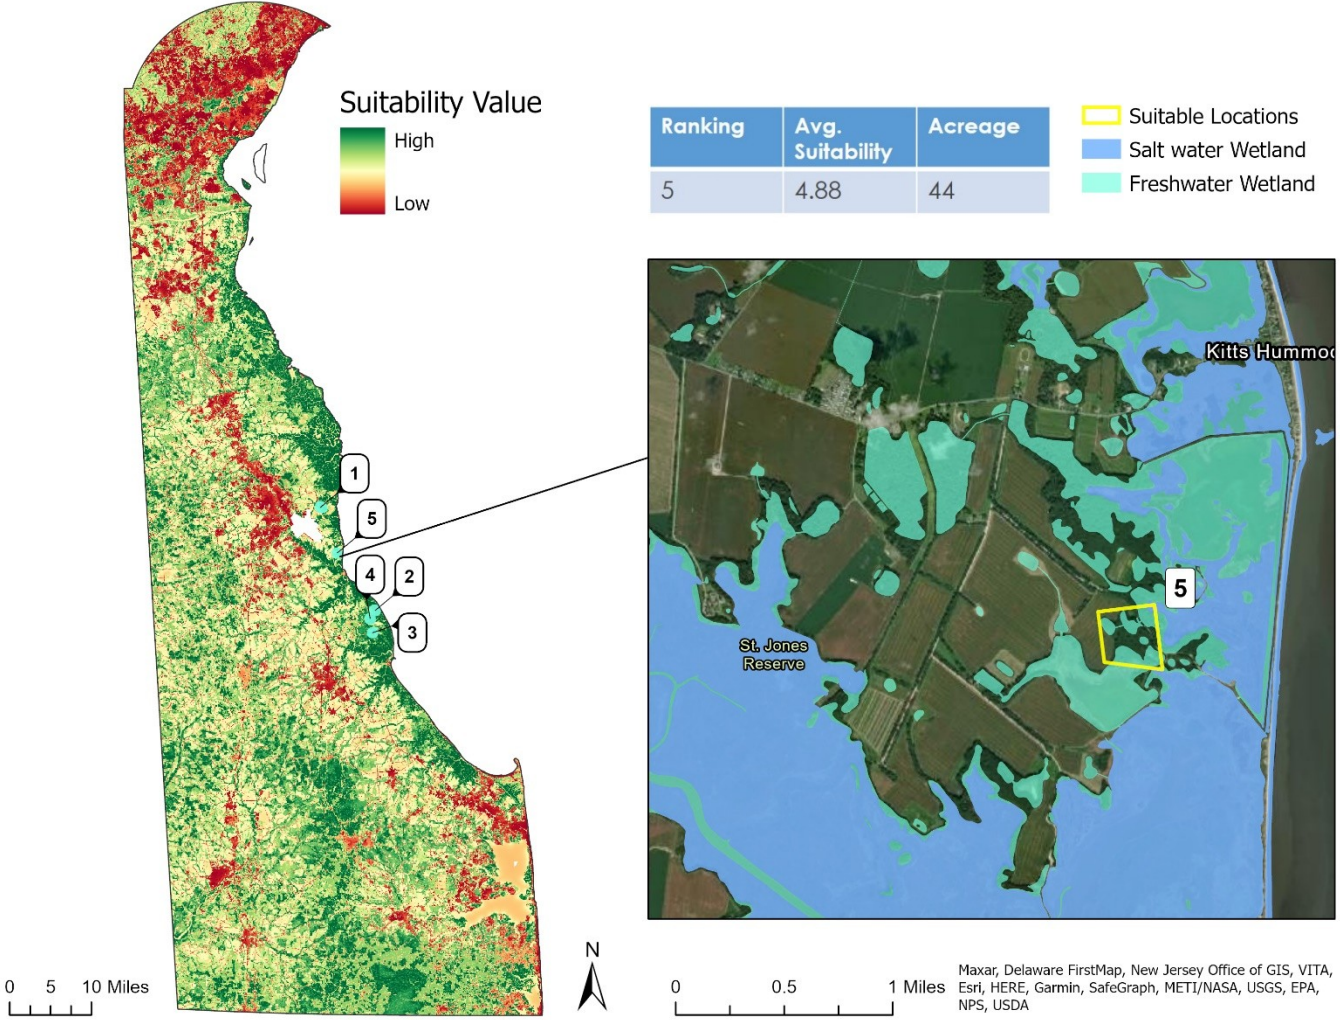 Suitability Value
High
Low
Ranking
Avg.
Suitability
Acreage
5
4.88
44
Suitable Locations
Salt water Wetland
Freshwater Wetland
1
5
4
2
3
Kitts Hummoc
5
St. Jones
Reserve
N
0 5 10 Miles
0 0.5 1 Miles
Maxar, Delaware FirstMap, New Jersey Office of GIS, VITA,
Esri, HERE, Garmin, SafeGraph, METI/NASA, USGS, EPA,
NPS, USDA